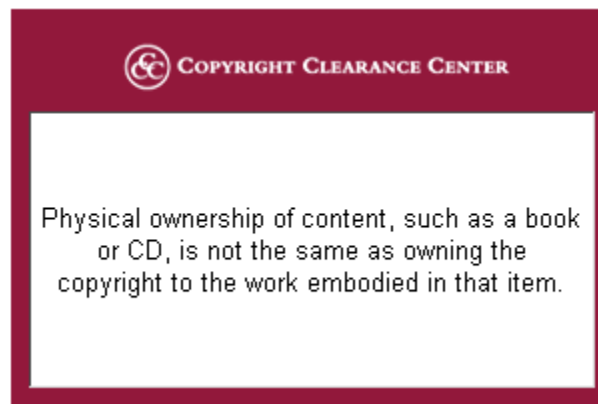 CCC COPYRIGHT CLEARANCE CENTER
Physical ownership of content, such as a book
or CD, is not the same as owning the
copyright to the work embodied in that item.